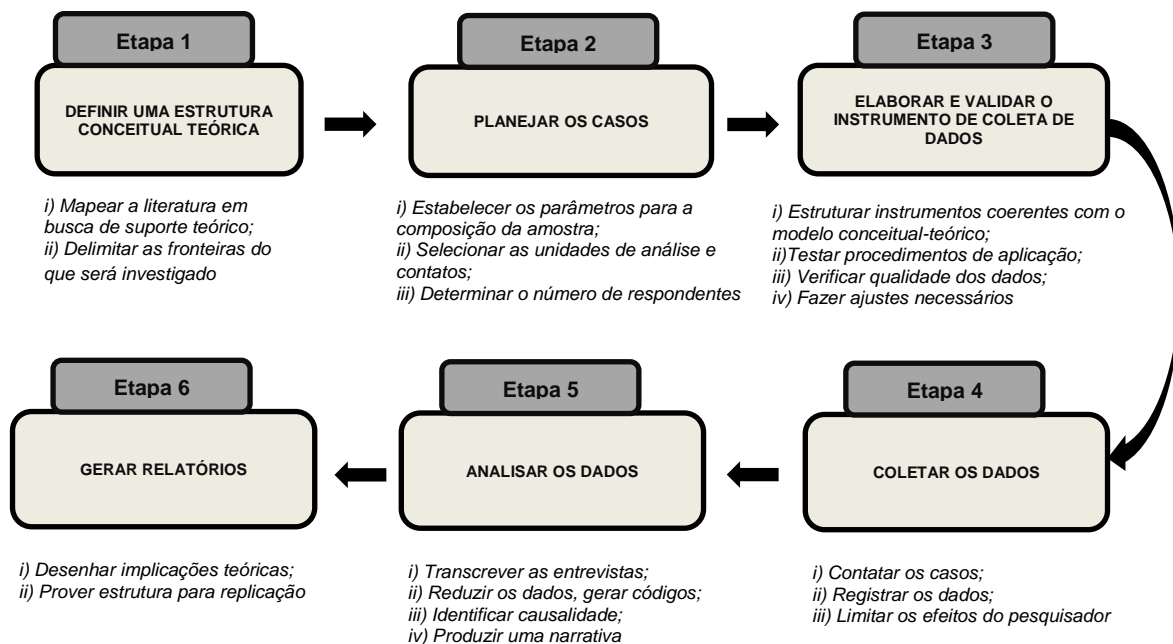 Etapa 1
DEFINIR UMA ESTRUTURA
CONCEITUAL TEÓRICA
i) Mapear a literatura em
busca de suporte teórico;
ii) Delimitar as fronteiras do
que será investigado
Etapa 2
PLANEJAR OS CASOS
i) Estabelecer os parâmetros para a
composição da amostra;
ii) Selecionar as unidades de análise e
contatos;
iii) Determinar o número de respondentes
Etapa 3
ELABORAR E VALIDAR O
INSTRUMENTO DE COLETA DE
DADOS
i) Estruturar instrumentos coerentes com o
modelo conceitual-teórico;
ii)Testar procedimentos de aplicação;
iii) Verificar qualidade dos dados;
iv) Fazer ajustes necessários
Etapa 4
COLETAR OS DADOS
i) Contatar os casos;
ii) Registrar os dados;
iii) Limitar os efeitos do pesquisador
Etapa 5
ANALISAR OS DADOS
i) Transcrever as entrevistas;
ii) Reduzir os dados, gerar códigos;
iii) Identificar causalidade;
iv) Produzir uma narrativa
Etapa 6
GERAR RELATÓRIOS
i) Desenhar implicações teóricas;
ii) Prover estrutura para replicação